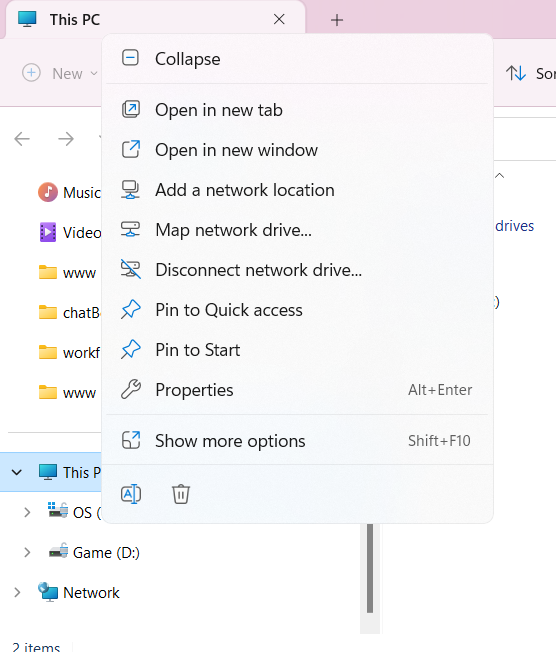 This PC
New
Sor
Collapse
Open in new tab
Open in new window
Add a network location
Map network drive...
Disconnect network drive...
Pin to Quick access
Pin to Start
Properties Alt+Enter
Show more options Shift+F10
Music
Video
www
chatB
workf
www
This P
OS (
Game (D:)
Network
drives
2 items